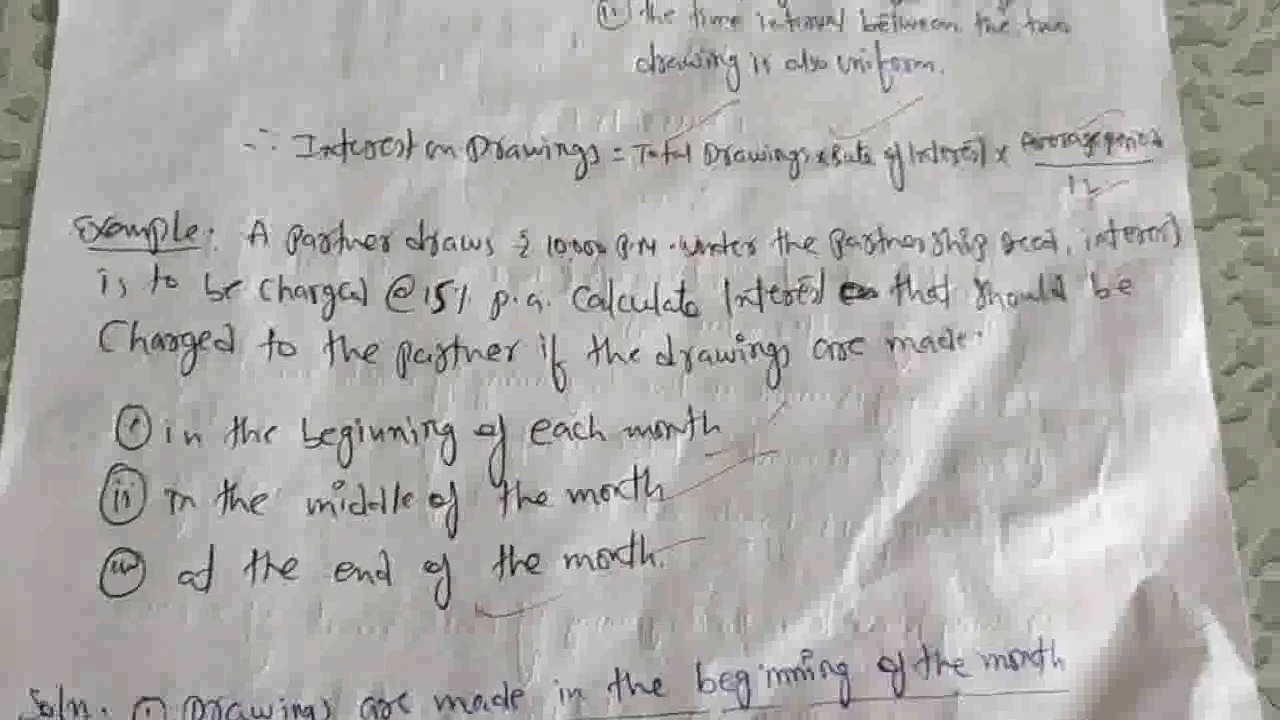 (ii) the time interval between the two
drawing is also uniform.
∴ Interest on Drawings = Total Drawings x Rate of Interest x Average period
12
Example: A partner draws ₹ 10,000 P.M. Under the partnership deed, interest
is to be charged @ 15% p.a. Calculate Interest that should be
Charged to the partner if the drawings are made:
(i) in the beginning of each month
(ii) in the middle of the month
(iii) at the end of the month.
Soln. (i) Drawings are made in the beginning of the month